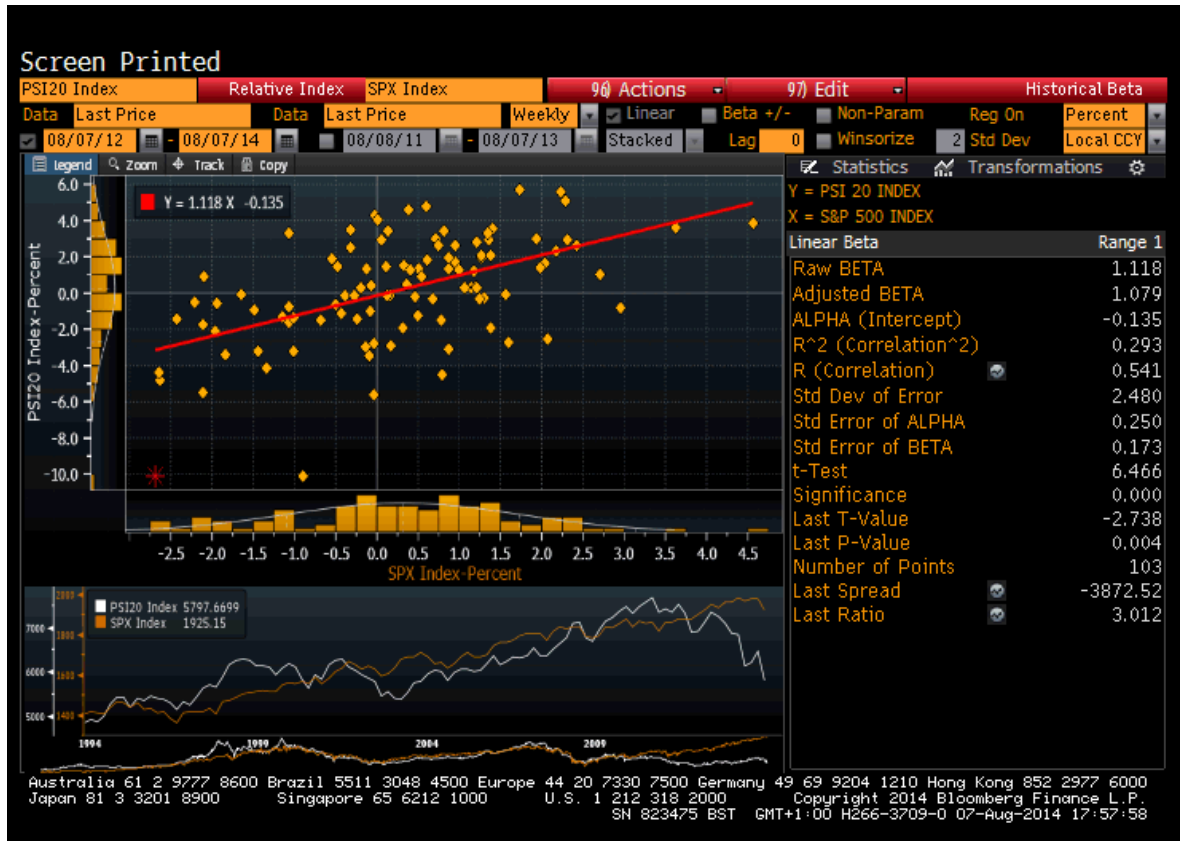 Screen Printed
PSI20 Index Relative Index SPX Index 96) Actions 97) Edit Historical Beta
Data Last Price Data Last Price Weekly Linear Beta +/- Non-Param Reg On Percent
08/07/12 - 08/07/14 08/08/11 - 08/07/13 Stacked Lag 0 Winsorize 2 Std Dev Local CCY
legend Zoom Track Copy Statistics Transformations
Y = PSI 20 INDEX
X = S&P 500 INDEX
Linear Beta Range 1
Raw BETA 1.118
Adjusted BETA 1.079
ALPHA (Intercept) -0.135
R^2 (Correlation^2) 0.293
R (Correlation) 0.541
Std Dev of Error 2.480
Std Error of ALPHA 0.250
Std Error of BETA 0.173
t-Test 6.466
Significance 0.000
Last T-Value -2.738
Last P-Value 0.004
Number of Points 103
Last Spread -3872.52
Last Ratio 3.012
Y = 1.118 X -0.135
PSI20 Index-Percent
6.0
4.0
2.0
0.0
-2.0
-4.0
-6.0
-8.0
-10.0
-2.5 -2.0 -1.5 -1.0 -0.5 0.0 0.5 1.0 1.5 2.0 2.5 3.0 3.5 4.0 4.5
SPX Index-Percent
PSI20 Index 5797.6699
SPX Index 1925.15
7000
6000
5000
2000
1800
1600
1400
1994 1999 2004 2009
Australia 61 2 9777 8600 Brazil 5511 3048 4500 Europe 44 20 7330 7500 Germany 49 69 9204 1210 Hong Kong 852 2977 6000
Japan 81 3 3201 8900 Singapore 65 6212 1000 U.S. 1 212 318 2000 Copyright 2014 Bloomberg Finance L.P.
SN 823475 BST GMT+1:00 H266-3709-0 07-Aug-2014 17:57:58